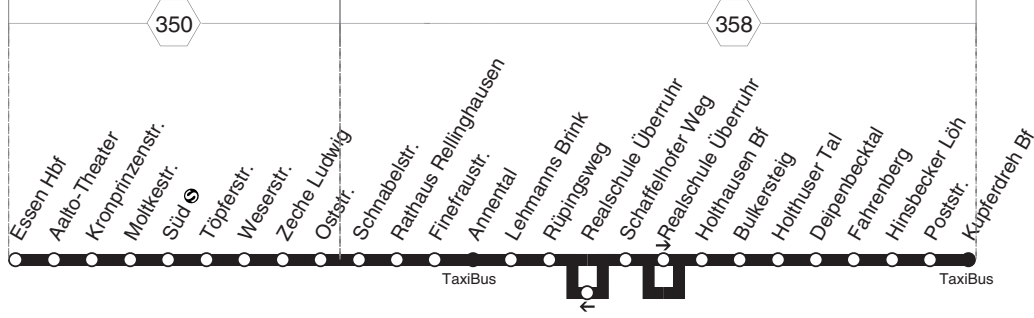 350
358
Essen Hbf
Aalto-Theater
Kronprinzenstr.
Moltkestr.
Süd S
Töpferstr.
Weserstr.
Zeche Ludwig
Oststr.
Schnabelstr.
Rathaus Rellinghausen
Finefraustr.
Annental
Lehmanns Brink
Rüpingsweg
Realschule Überruhr
Schaffelhofer Weg
Realschule Überruhr
Holthausen Bf
Bulkersteig
Holthuser Tal
Deipenbecktal
Fahrenberg
Hinsbecker Löh
Poststr.
Kupferdreh Bf
TaxiBus
TaxiBus